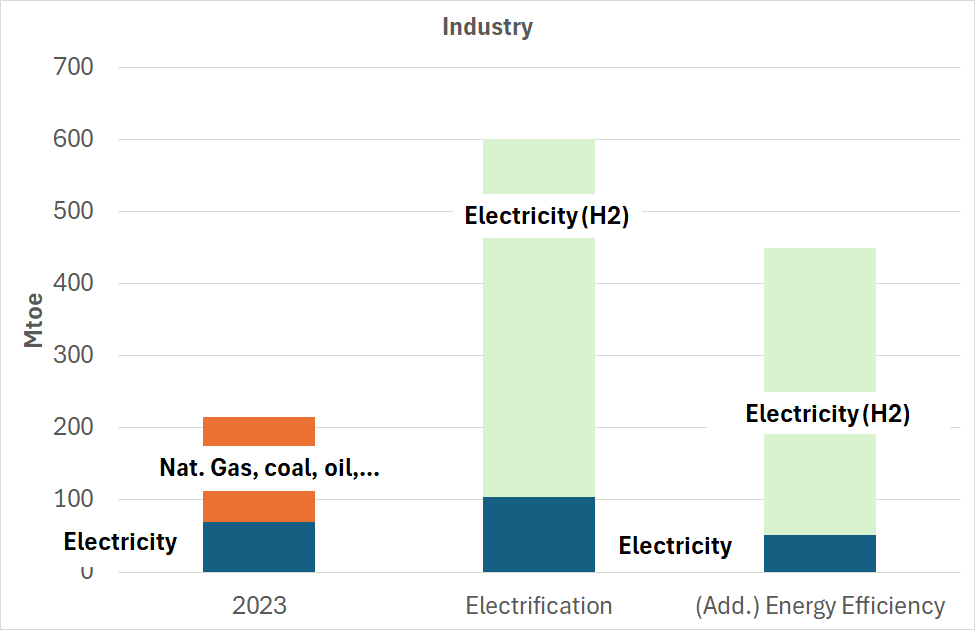 Industry
700
600
500
400
300
200
100
0
Mtoe
Electricity (H2)
Electricity (H2)
Nat. Gas, coal, oil,...
Electricity
Electricity
2023
Electrification
(Add.) Energy Efficiency